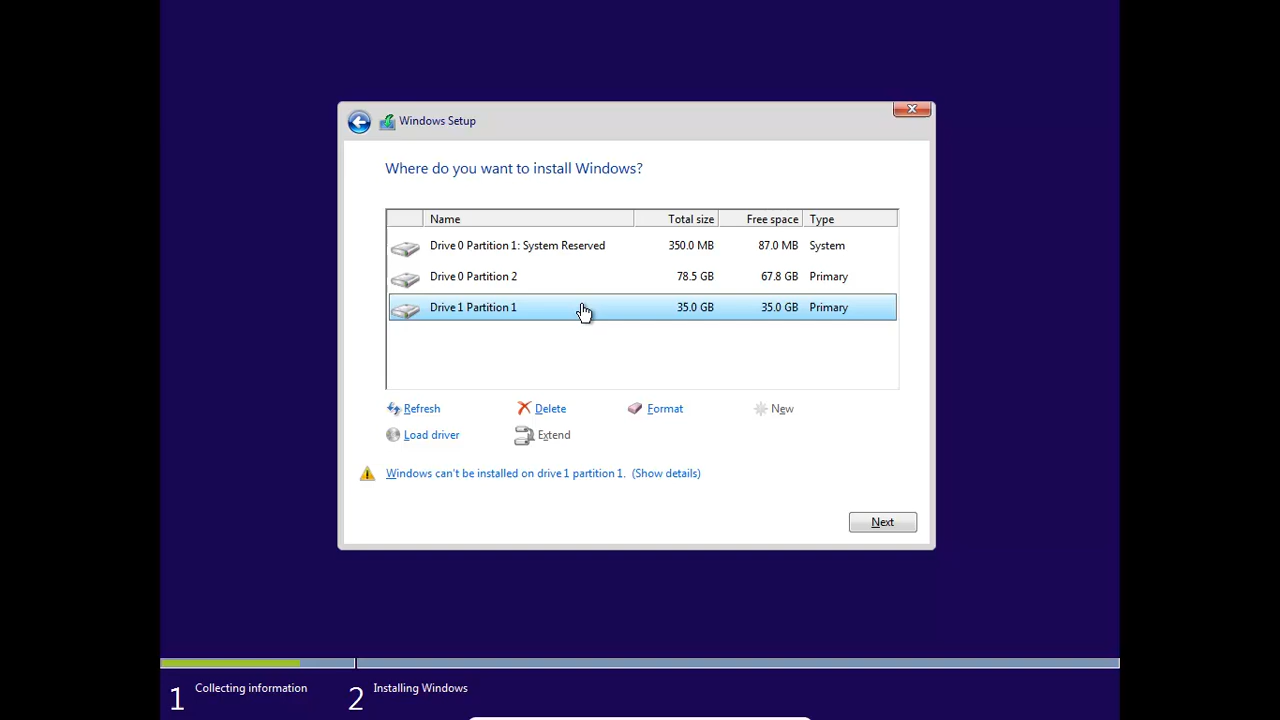 Windows Setup
Where do you want to install Windows?
Name Total size Free space Type
Drive 0 Partition 1: System Reserved 350.0 MB 87.0 MB System
Drive 0 Partition 2 78.5 GB 67.8 GB Primary
Drive 1 Partition 1 35.0 GB 35.0 GB Primary
Refresh Delete Format New
Load driver Extend
Windows can't be installed on drive 1 partition 1. (Show details)
Next
1 Collecting information 2 Installing Windows